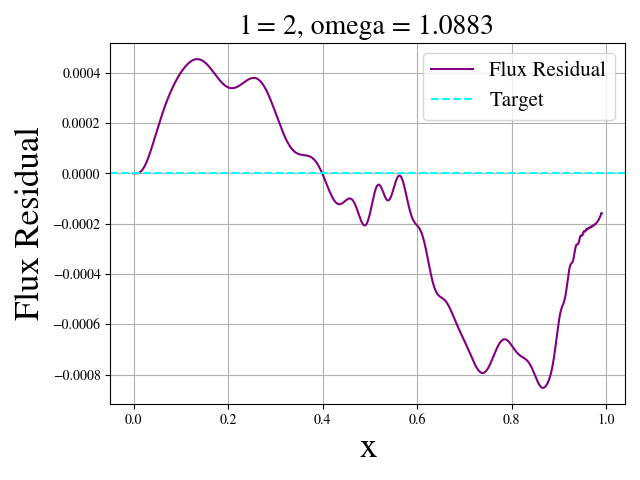 l = 2, omega = 1.0883
Flux Residual
Target
0.0004
0.0002
0.0000
−0.0002
−0.0004
−0.0006
−0.0008
Flux Residual
0.0
0.2
0.4
0.6
0.8
1.0
x